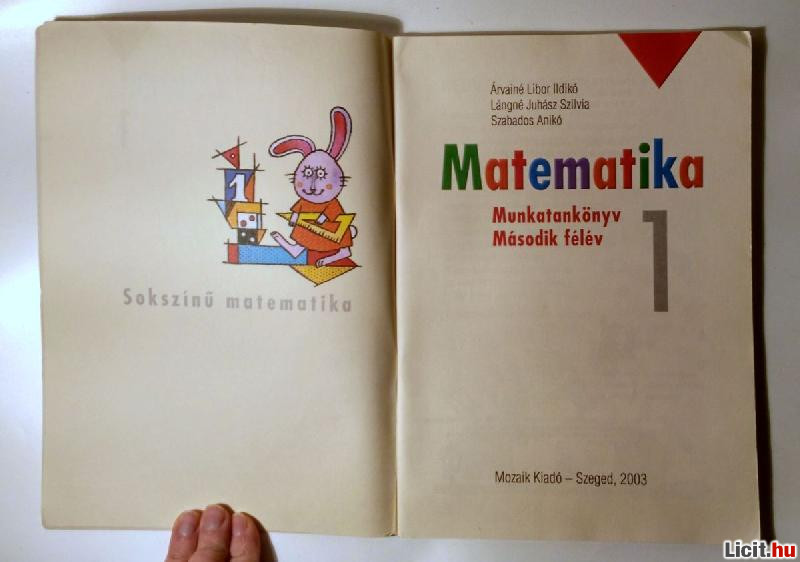 1
Sokszínű matematika
Árvainé Libor Ildikó
Lángné Juhász Szilvia
Szabados Anikó
Matematika
Munkatankönyv
Második félév
1
Mozaik Kiadó – Szeged, 2003
Licit.hu